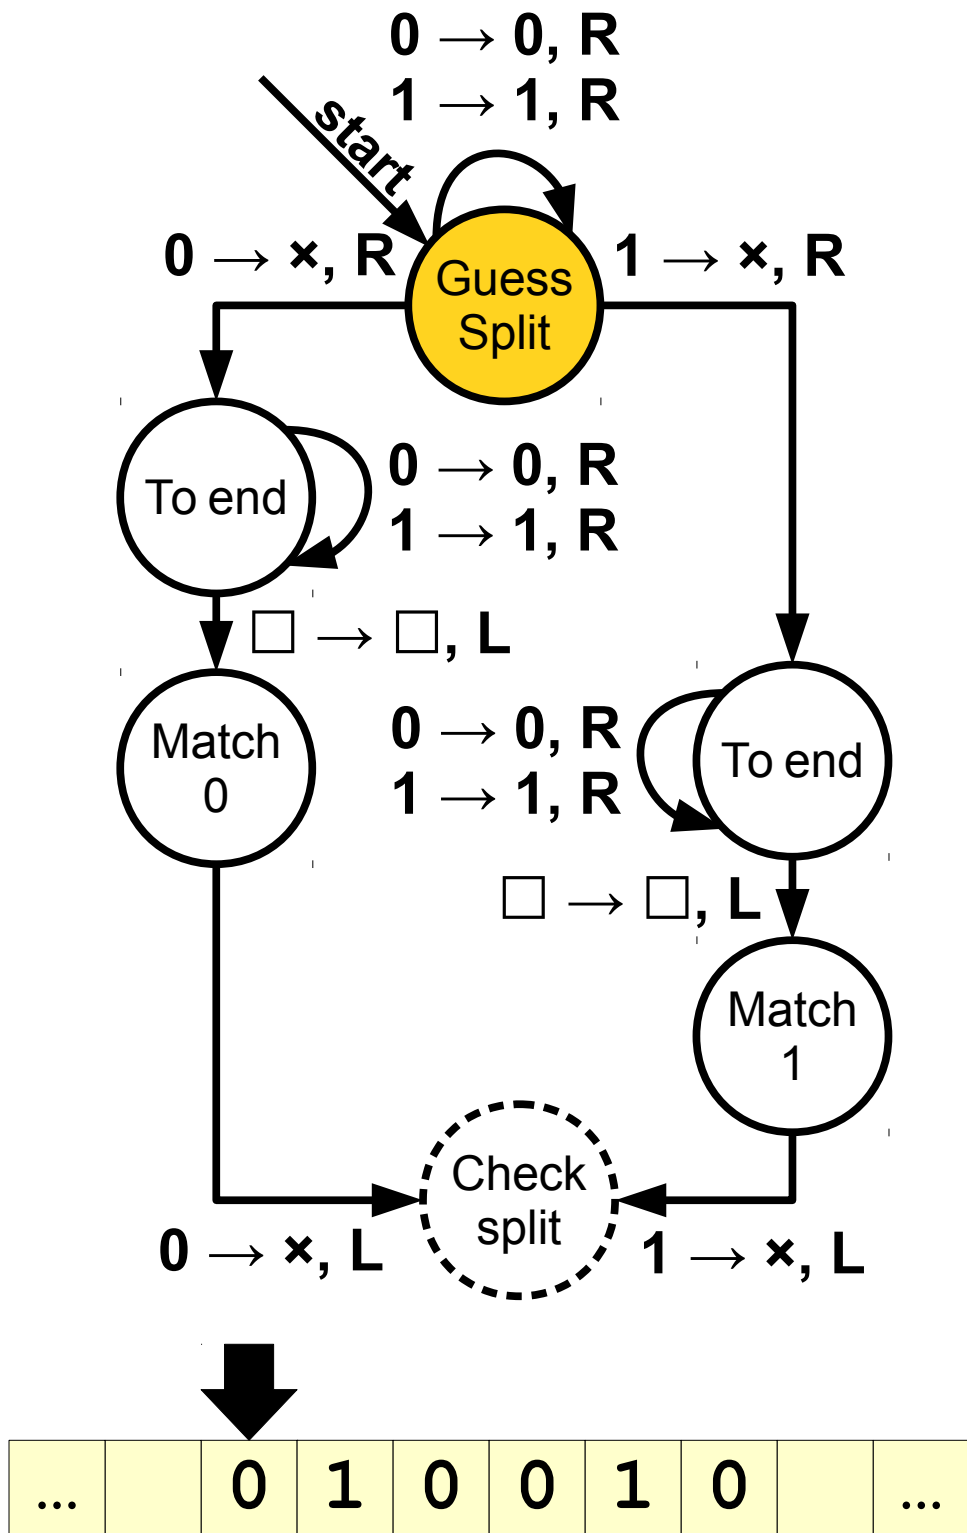 0 → 0, R
1 → 1, R
start
0 → ×, R
Guess
Split
1 → ×, R
To end
0 → 0, R
1 → 1, R
□ → □, L
Match
0
0 → 0, R
1 → 1, R
To end
□ → □, L
Match
1
Check
split
0 → ×, L
1 → ×, L
... 0 1 0 0 1 0 ...